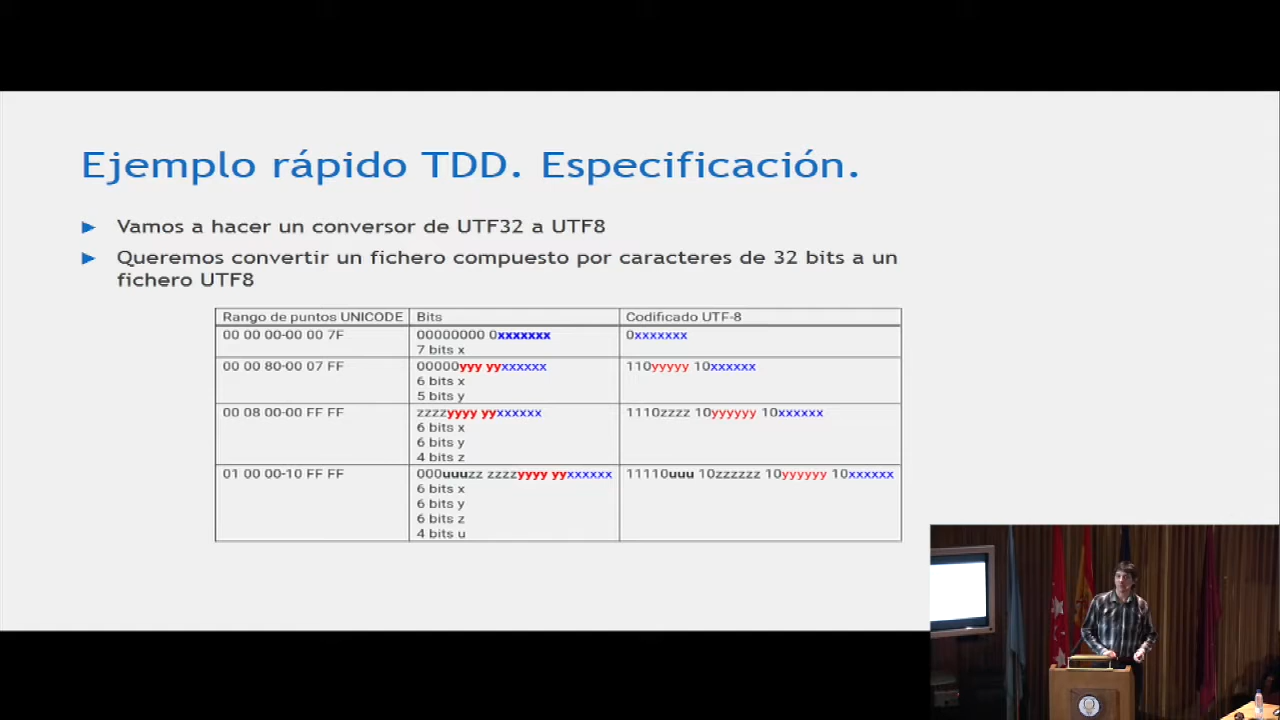 Ejemplo rápido TDD. Especificación.
Vamos a hacer un conversor de UTF32 a UTF8
Queremos convertir un fichero compuesto por caracteres de 32 bits a un
fichero UTF8
Rango de puntos UNICODE Bits Codificado UTF-8
00 00 00-00 00 7F 00000000 0xxxxxxx 0xxxxxxx
7 bits x
00 00 80-00 07 FF 00000yyy yyxxxxxx 110yyyyy 10xxxxxx
6 bits x
5 bits y
00 08 00-00 FF FF zzzzyyyy yyxxxxxx 1110zzzz 10yyyyyy 10xxxxxx
6 bits x
6 bits y
4 bits z
01 00 00-10 FF FF 000uuuzz zzzzyyyy yyxxxxxx 11110uuu 10zzzzzz 10yyyyyy 10xxxxxx
6 bits x
6 bits y
6 bits z
4 bits u